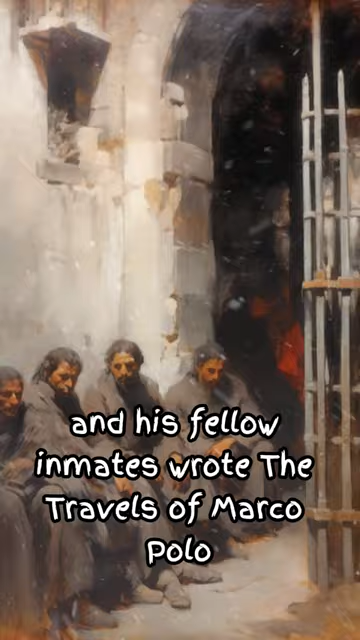 and his fellow
inmates wrote The
Travels of Marco
Polo